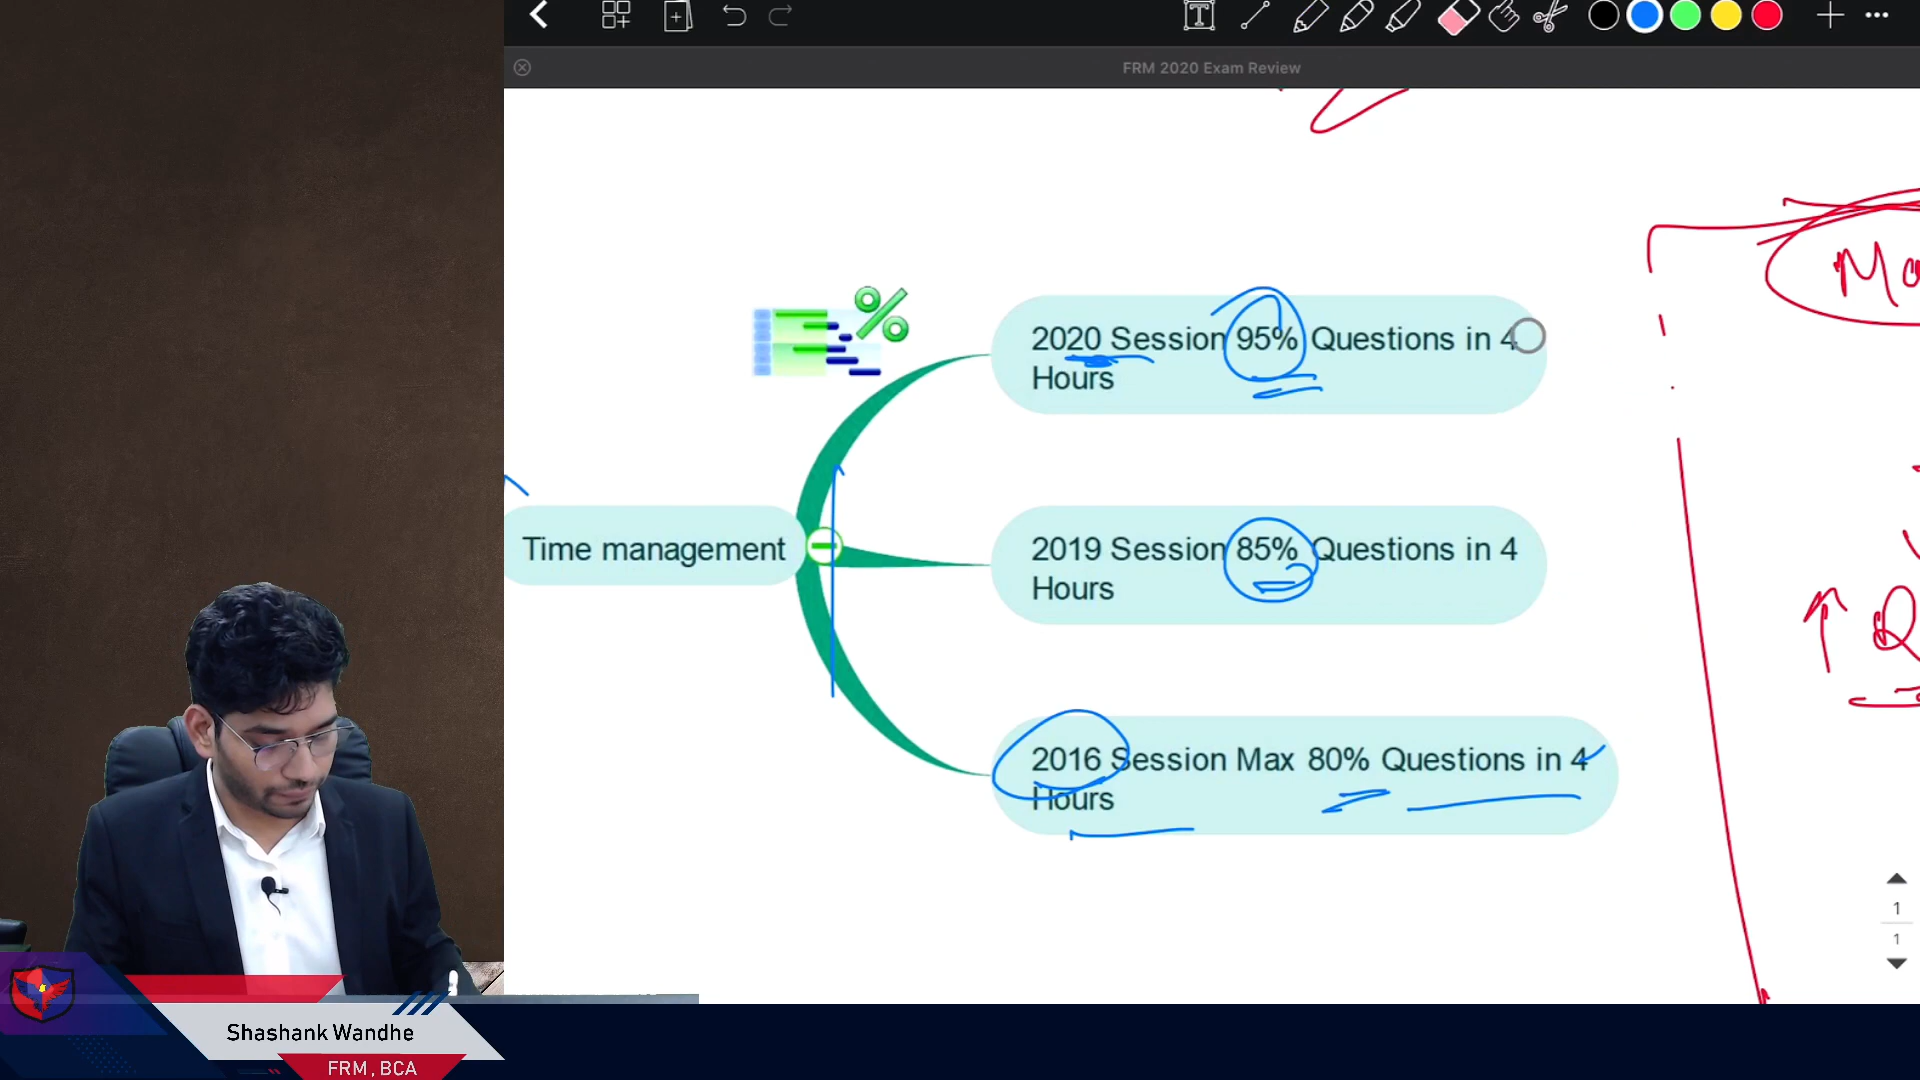 FRM 2020 Exam Review
2020 Session 95% Questions in 4
Hours
Time management
2019 Session 85% Questions in 4
Hours
2016 Session Max 80% Questions in 4
Hours
Mo
Q
1
1
Shashank Wandhe
FRM, BCA